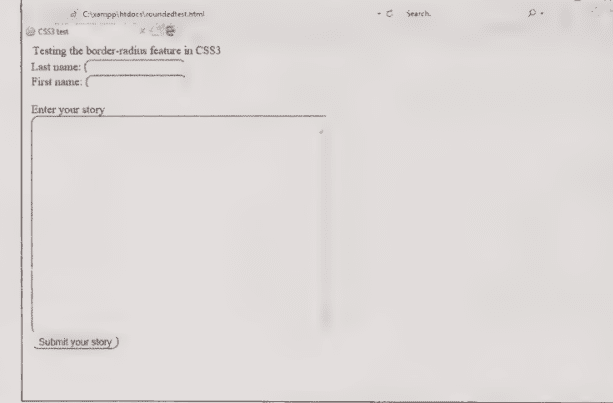 C:\xampp\htdocs\roundedtest.html
Search.
CSS3 test
Testing the border-radius feature in CSS3
Last name:
First name:
Enter your story
Submit your story